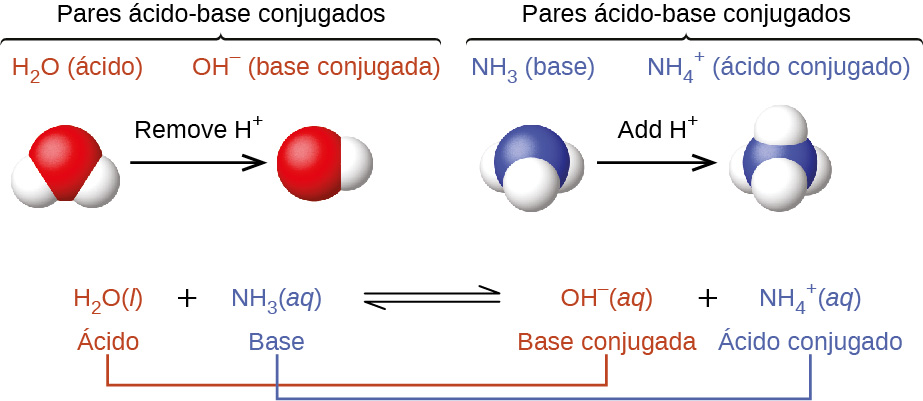 Pares ácido-base conjugados
Pares ácido-base conjugados
H₂O (ácido) OH⁻ (base conjugada) NH₃ (base) NH₄⁺ (ácido conjugado)
Remove H⁺
Add H⁺
H₂O(l) + NH₃(aq) ⇌ OH⁻(aq) + NH₄⁺(aq)
Ácido Base Base conjugada Ácido conjugado